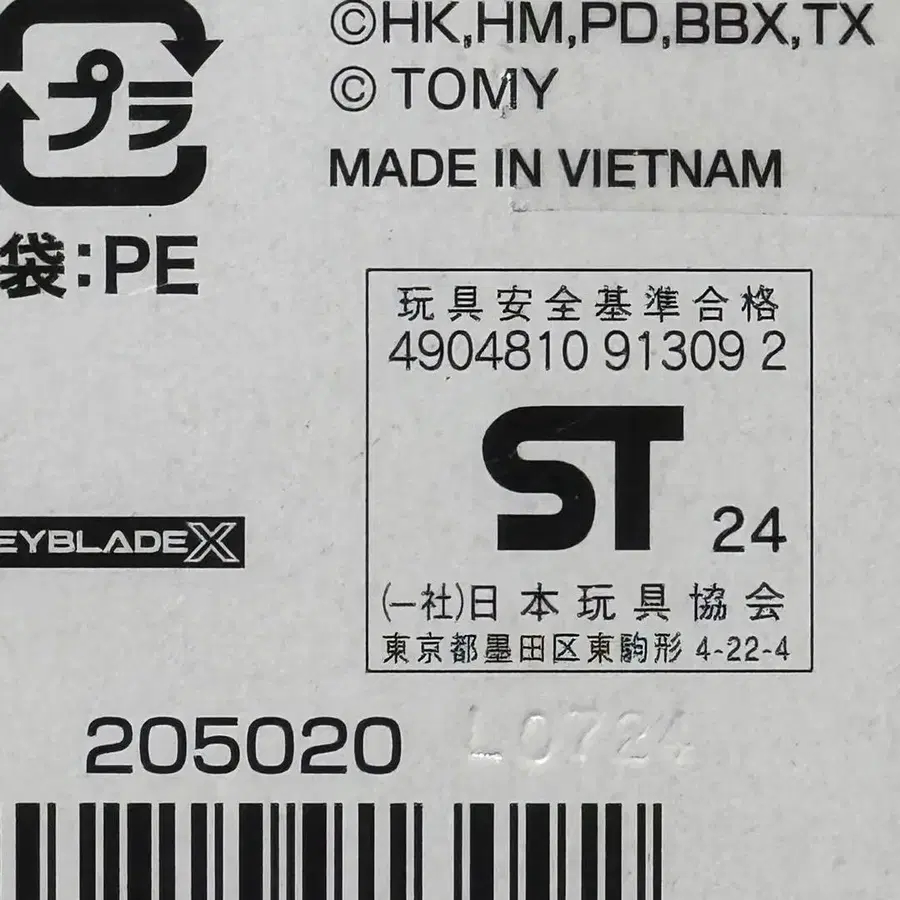 ©HK,HM,PD,BBX,TX
© TOMY
MADE IN VIETNAM
プラ
袋:PE
玩具安全基準合格
4904810 91309 2
ST 24
(一社)日本玩具協会
東京都墨田区東駒形 4-22-4
EYBLADE X
205020
L0724